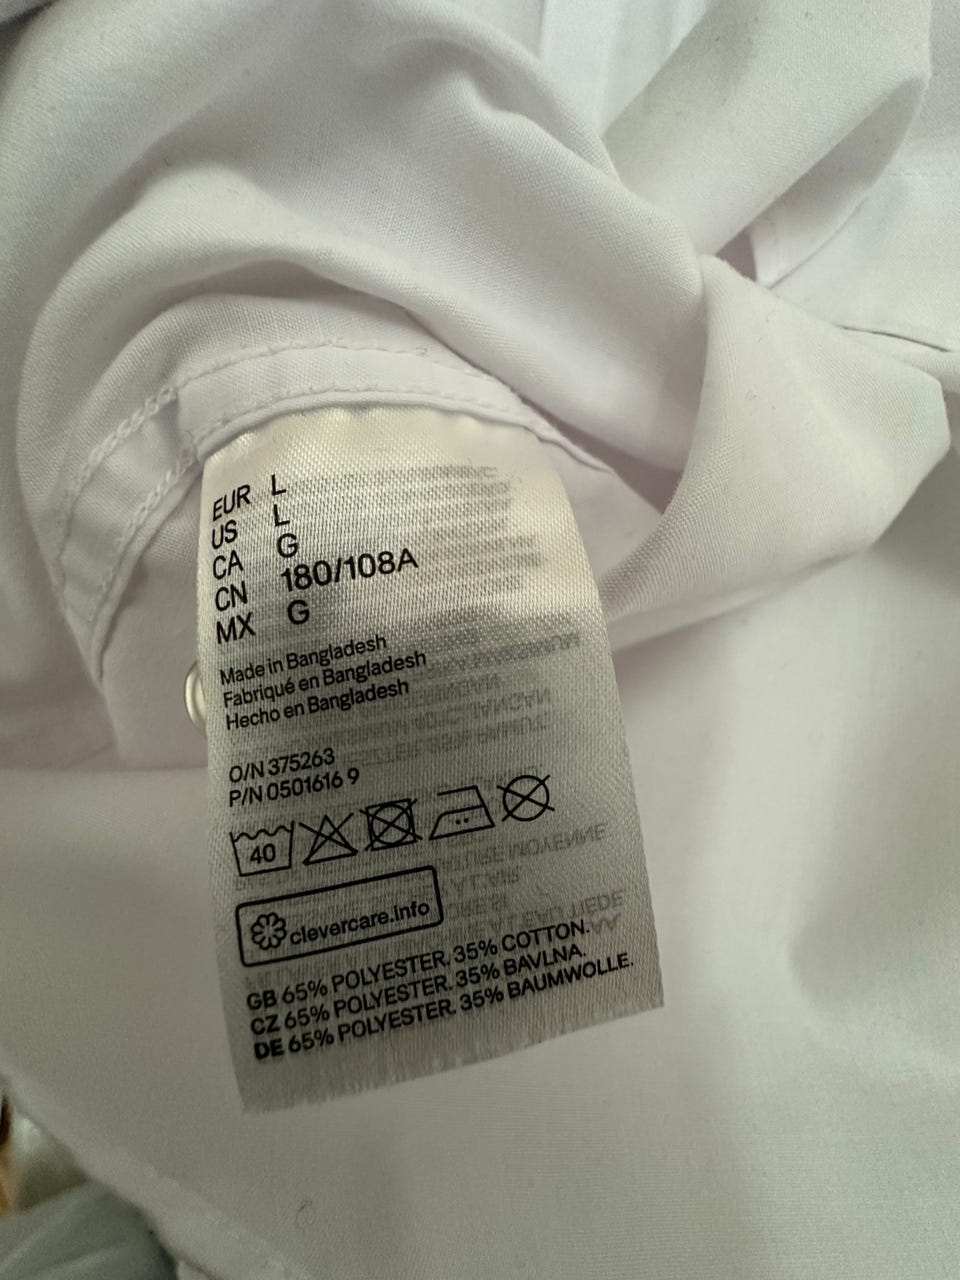 EUR L
US L
CA G
CN 180/108A
MX G
Made in Bangladesh
Fabriqué en Bangladesh
Hecho en Bangladesh
O/N 375263
P/N 0501616 9
40
clevercare.info
GB 65% POLYESTER. 35% COTTON.
CZ 65% POLYESTER. 35% BAVLNA.
DE 65% POLYESTER. 35% BAUMWOLLE.